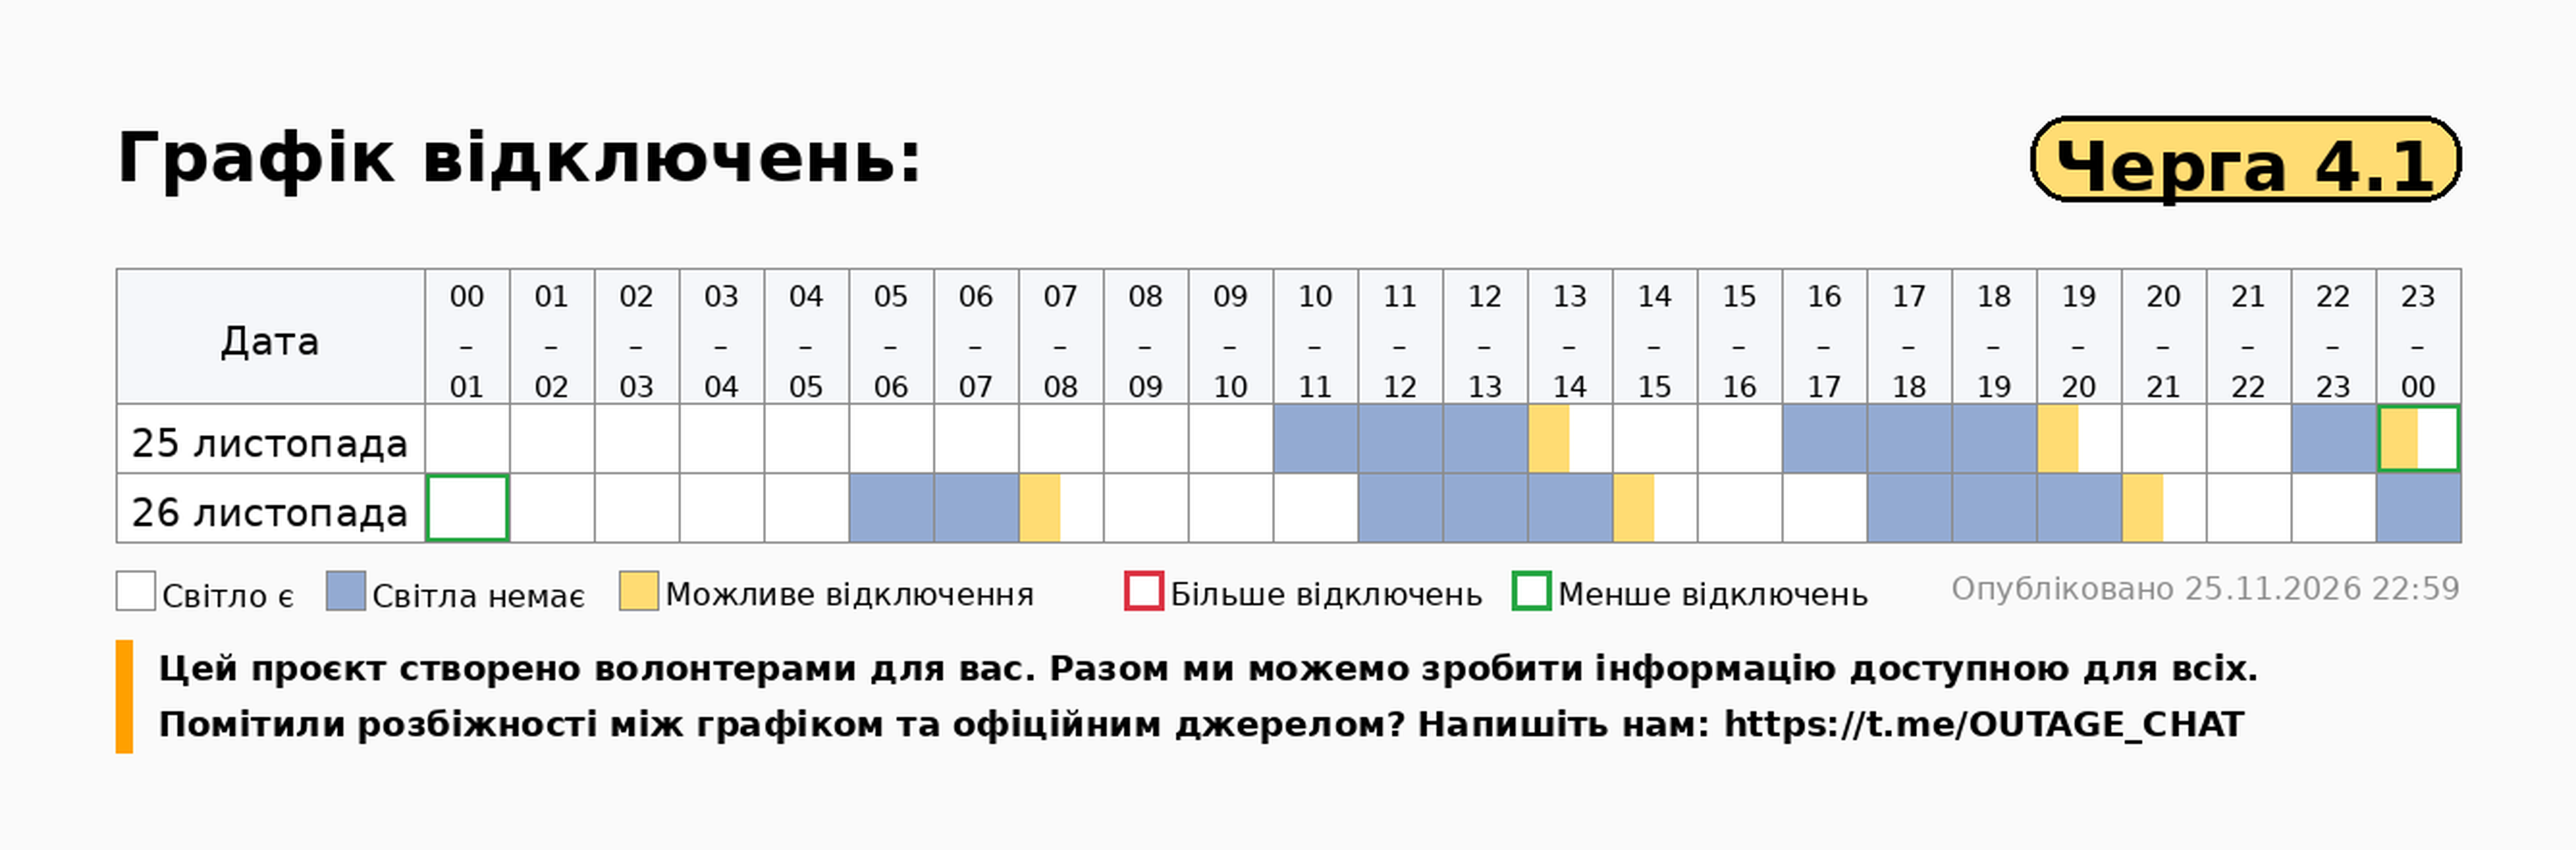 Графік відключень:
Черга 4.1
Дата
00 – 01
01 – 02
02 – 03
03 – 04
04 – 05
05 – 06
06 – 07
07 – 08
08 – 09
09 – 10
10 – 11
11 – 12
12 – 13
13 – 14
14 – 15
15 – 16
16 – 17
17 – 18
18 – 19
19 – 20
20 – 21
21 – 22
22 – 23
23 – 00
25 листопада
26 листопада
Світло є
Світла немає
Можливе відключення
Більше відключень
Менше відключень
Опубліковано 25.11.2026 22:59
Цей проєкт створено волонтерами для вас. Разом ми можемо зробити інформацію доступною для всіх.
Помітили розбіжності між графіком та офіційним джерелом? Напишіть нам: https://t.me/OUTAGE_CHAT